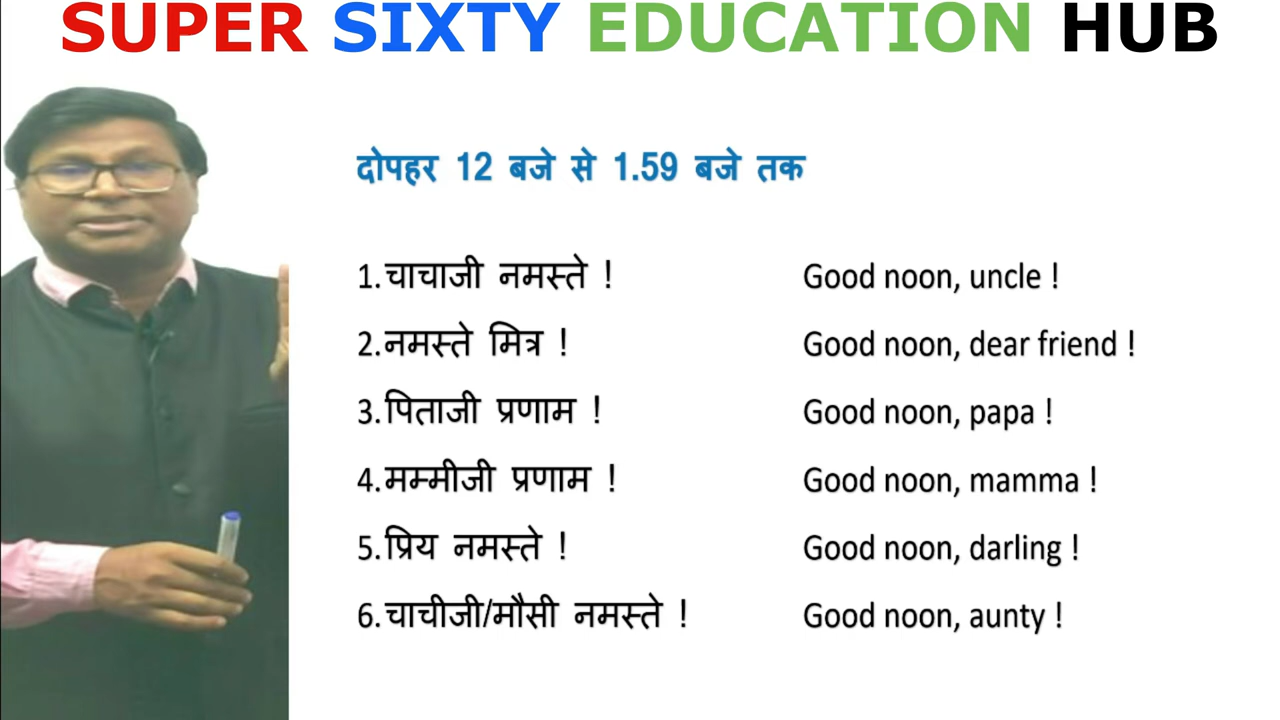 SUPER SIXTY EDUCATION HUB
दोपहर 12 बजे से 1.59 बजे तक
1.चाचाजी नमस्ते ! Good noon, uncle !
2.नमस्ते मित्र ! Good noon, dear friend !
3.पिताजी प्रणाम ! Good noon, papa !
4.मम्मीजी प्रणाम ! Good noon, mamma !
5.प्रिय नमस्ते ! Good noon, darling !
6.चाचीजी/मौसी नमस्ते ! Good noon, aunty !